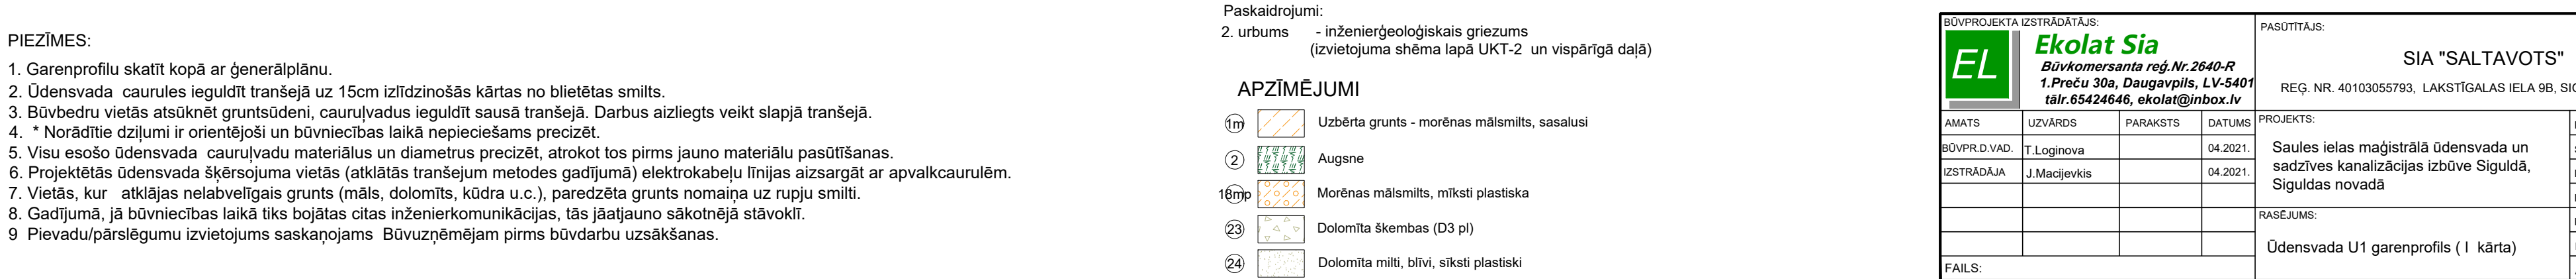 PIEZĪMES:
1. Garenprofilu skatīt kopā ar ģenerālplānu.
2. Ūdensvada caurules ieguldīt tranšejā uz 15cm izlīdzinošās kārtas no blietētas smilts.
3. Būvbedru vietās atsūknēt gruntsūdeni, cauruļvadus ieguldīt sausā tranšejā. Darbus aizliegts veikt slapjā tranšejā.
4. * Norādītie dziļumi ir orientējoši un būvniecības laikā nepieciešams precizēt.
5. Visu esošo ūdensvada cauruļvadu materiālus un diametrus precizēt, atrokot tos pirms jauno materiālu pasūtīšanas.
6. Projektētās ūdensvada šķērsojuma vietās (atklātās tranšejum metodes gadījumā) elektrokabeļu līnijas aizsargāt ar apvalkcaurulēm.
7. Vietās, kur atklājas nelabvelīgais grunts (māls, dolomīts, kūdra u.c.), paredzēta grunts nomaiņa uz rupju smilti.
8. Gadījumā, jā būvniecības laikā tiks bojātas citas inženierkomunikācijas, tās jāatjauno sākotnējā stāvoklī.
9 Pievadu/pārslēgumu izvietojums saskaņojams Būvuzņēmējam pirms būvdarbu uzsākšanas.
Paskaidrojumi:
2. urbums - inženierģeoloģiskais griezums
(izvietojuma shēma lapā UKT-2 un vispārīgā daļā)
APZĪMĒJUMI
1m Uzbērta grunts - morēnas mālsmilts, sasalusi
2 Augsne
18mp Morēnas mālsmilts, mīksti plastiska
23 Dolomīta škembas (D3 pl)
24 Dolomīta milti, blīvi, sīksti plastiski
BŪVPROJEKTA IZSTRĀDĀTĀJS:
EL
Ekolat Sia
Būvkomersanta reģ.Nr.2640-R
1.Preču 30a, Daugavpils, LV-5401
tālr.65424646, ekolat@inbox.lv
PASŪTĪTĀJS:
SIA "SALTAVOTS"
REĢ. NR. 40103055793, LAKSTĪGALAS IELA 9B,
AMATS UZVĀRDS PARAKSTS DATUMS
BŪVPR.D.VAD. T.Loginova 04.2021.
IZSTRĀDĀJA J.Macijevkis 04.2021.
PROJEKTS:
Saules ielas maģistrālā ūdensvada un
sadzīves kanalizācijas izbūve Siguldā,
Siguldas novadā
RASĒJUMS:
Ūdensvada U1 garenprofils ( I kārta)
FAILS: